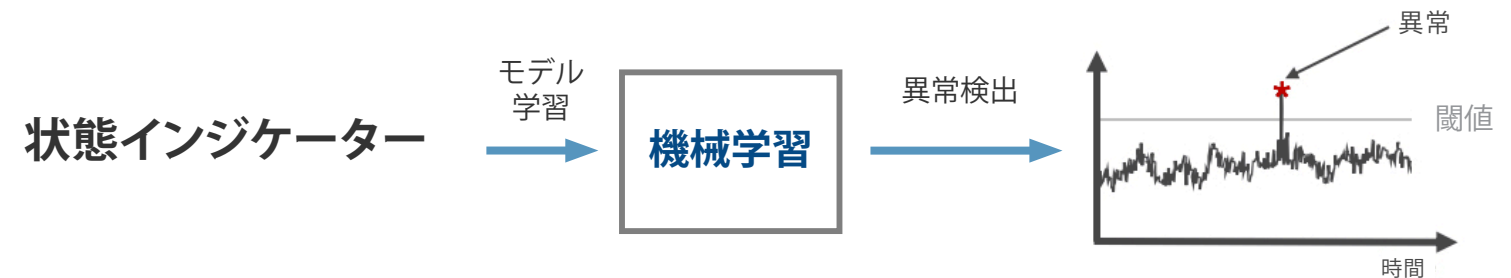 状態インジケーター
モデル
学習
機械学習
異常検出
異常
閾値
時間